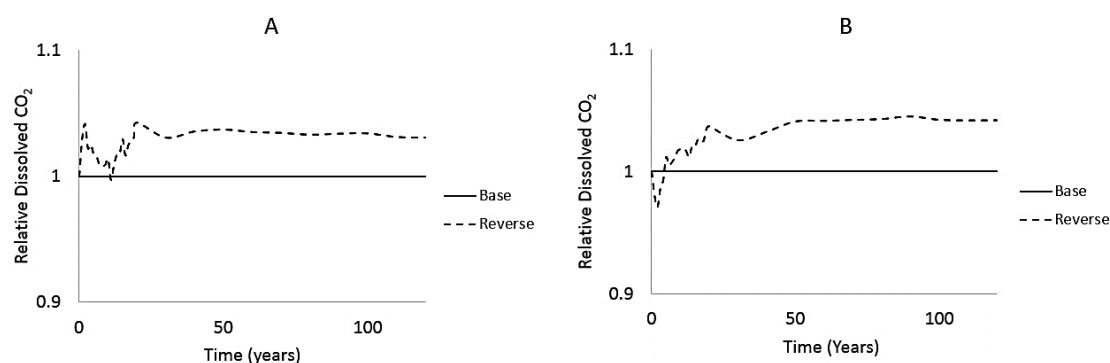 A
Relative Dissolved CO₂
1.1
1
0.9
0
50
100
Time (years)
Base
Reverse
B
Relative Dissolved CO₂
1.1
1
0.9
0
50
100
Time (Years)
Base
Reverse